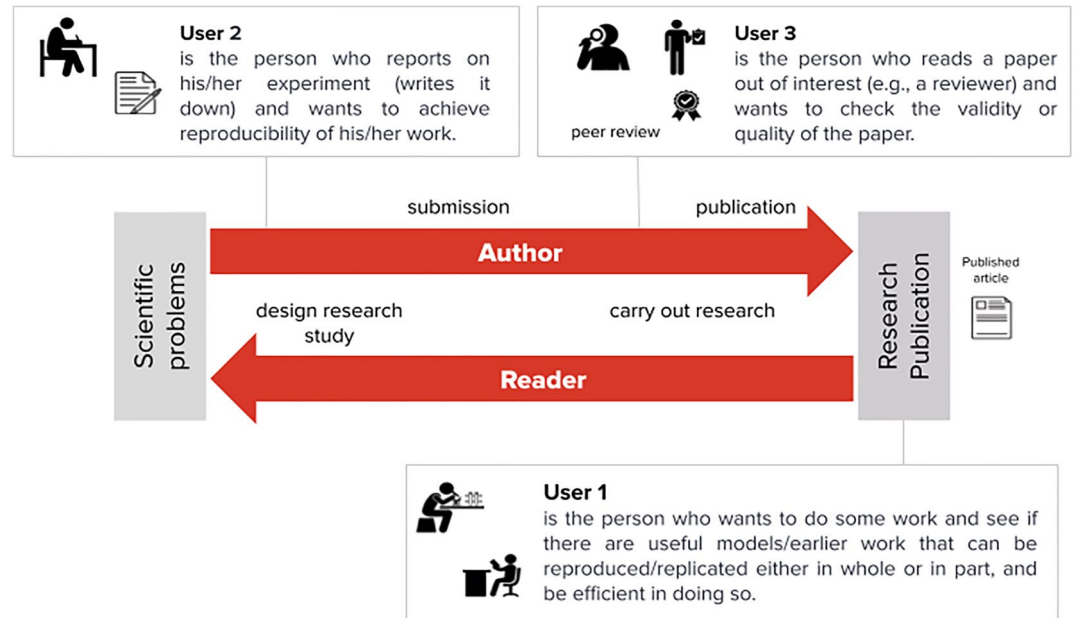 User 2
is the person who reports on
his/her experiment (writes it
down) and wants to achieve
reproducibility of his/her work.
peer review
User 3
is the person who reads a paper
out of interest (e.g., a reviewer) and
wants to check the validity or
quality of the paper.
submission
publication
Author
Scientific
problems
design research
study
carry out research
Reader
Research
Publication
Published
article
User 1
is the person who wants to do some work and see if
there are useful models/earlier work that can be
reproduced/replicated either in whole or in part, and
be efficient in doing so.